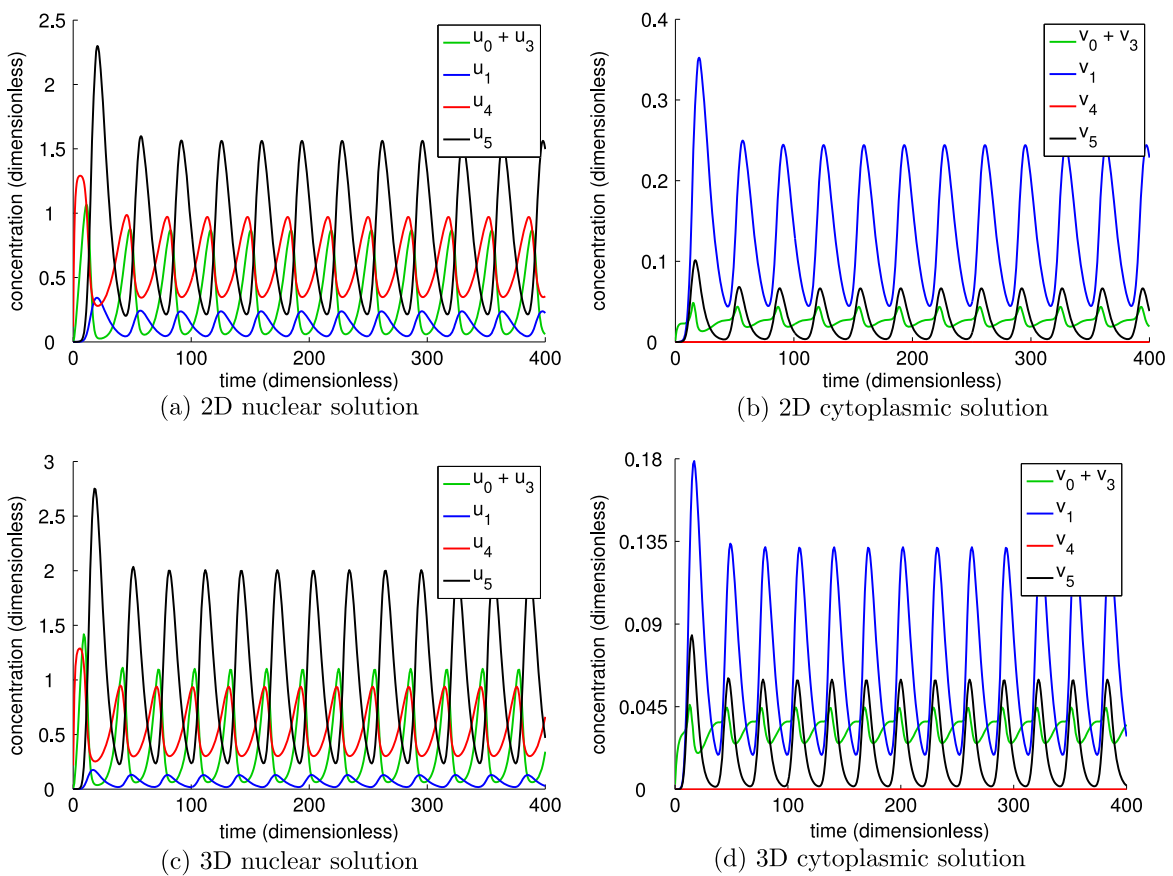 concentration (dimensionless)
2.5
2
1.5
1
0.5
0
0 100 200 300 400
time (dimensionless)
u0 + u3
u1
u4
u5
(a) 2D nuclear solution
concentration (dimensionless)
0.4
0.3
0.2
0.1
0
0 100 200 300 400
time (dimensionless)
v0 + v3
v1
v4
v5
(b) 2D cytoplasmic solution
concentration (dimensionless)
3
2.5
2
1.5
1
0.5
0
0 100 200 300 400
time (dimensionless)
u0 + u3
u1
u4
u5
(c) 3D nuclear solution
concentration (dimensionless)
0.18
0.135
0.09
0.045
0
0 100 200 300 400
time (dimensionless)
v0 + v3
v1
v4
v5
(d) 3D cytoplasmic solution